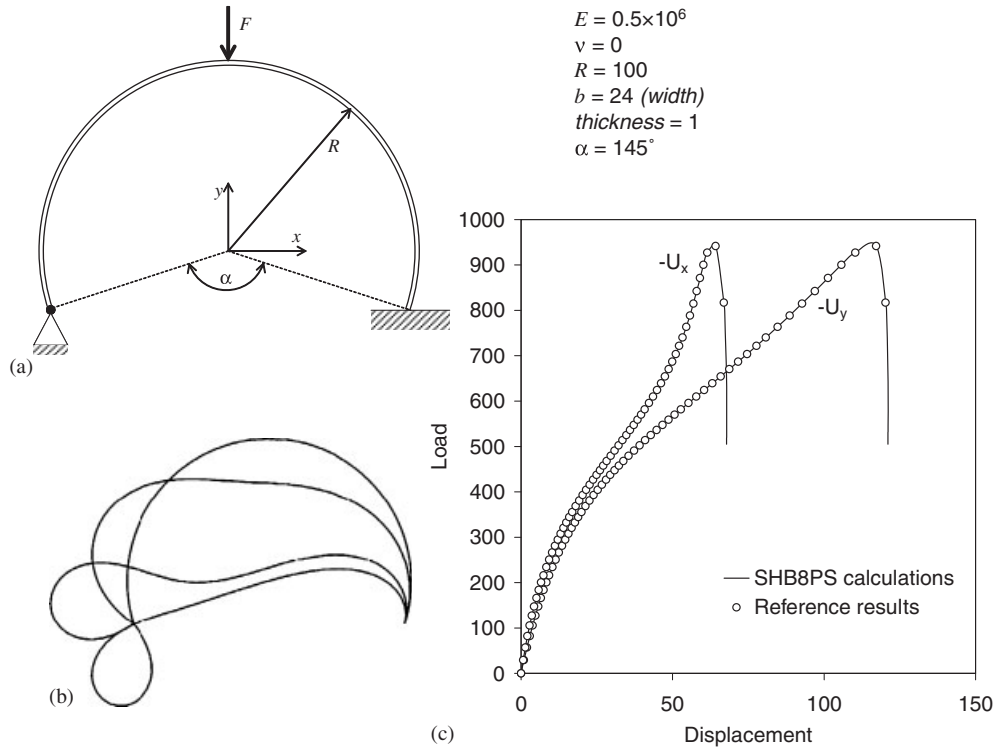 F
R
y
x
α
(a)
E = 0.5×10⁶
ν = 0
R = 100
b = 24 (width)
thickness = 1
α = 145°
(b)
1000
900
800
700
600
500
400
300
200
100
0
Load
-Uₓ
-U_y
SHB8PS calculations
Reference results
0
50
100
150
Displacement
(c)